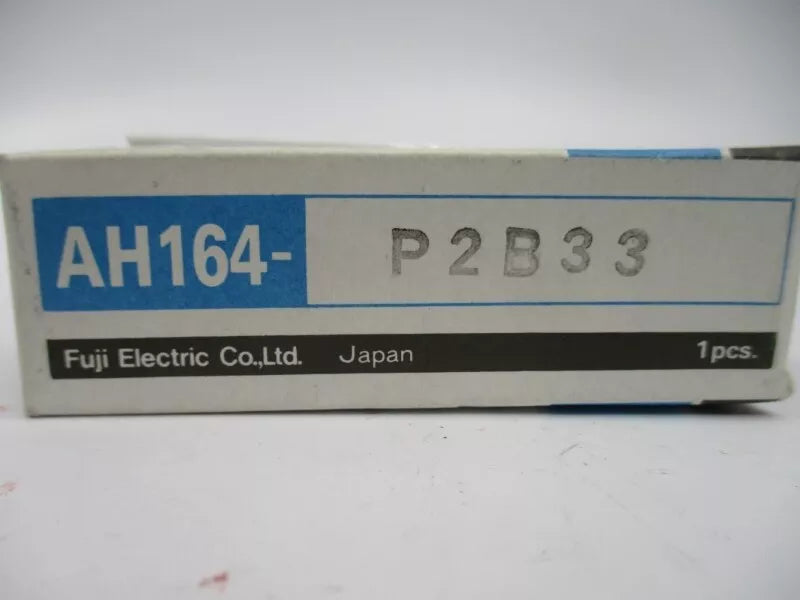 AH164- P2B33
Fuji Electric Co.,Ltd. Japan 1pcs.